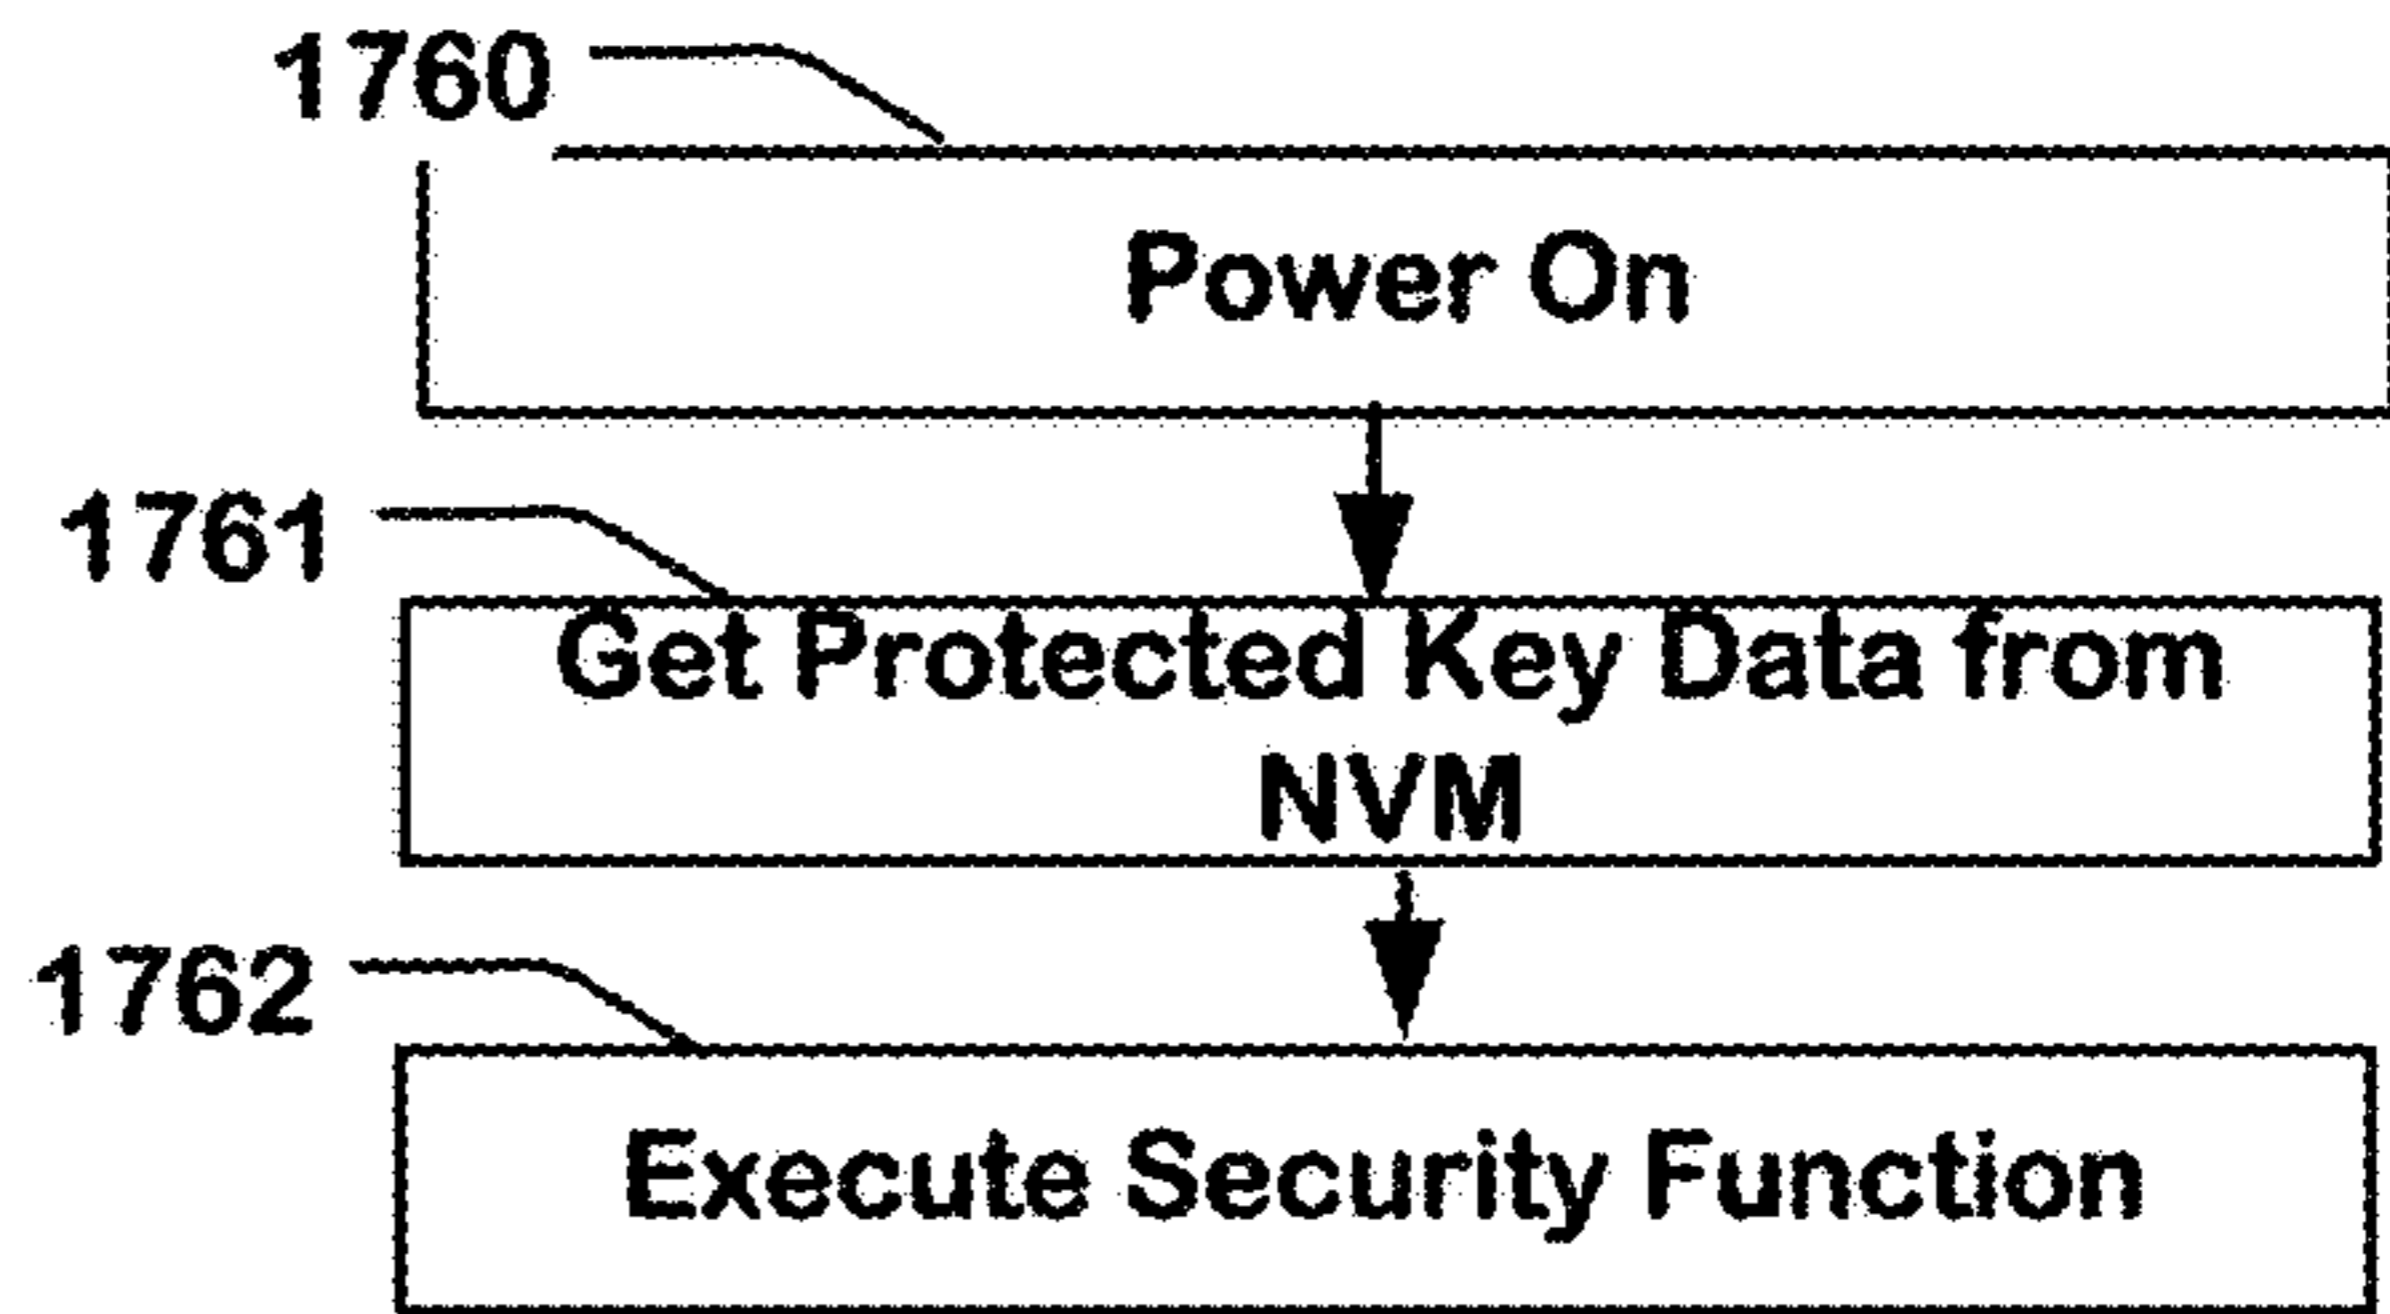 1760
Power On
1761
Get Protected Key Data from
NVM
1762
Execute Security Function